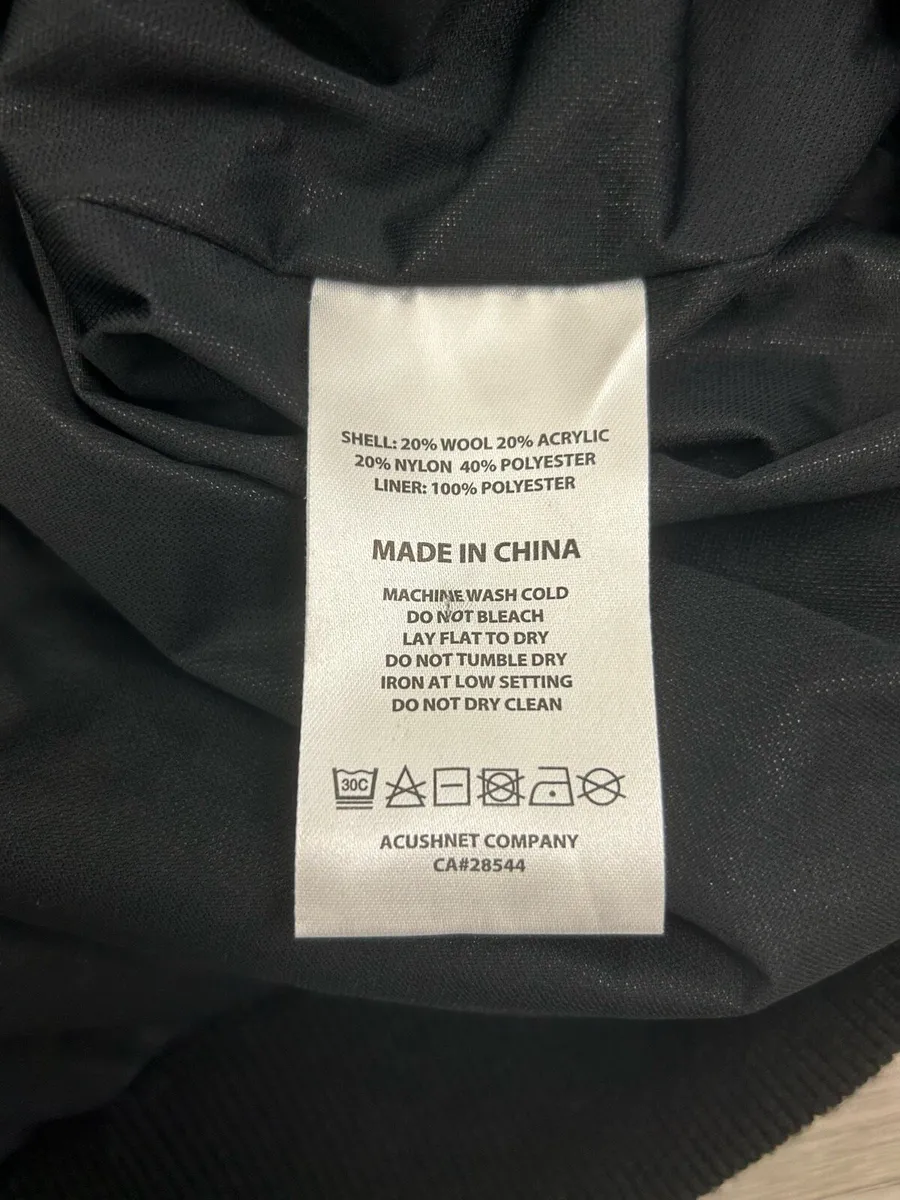 SHELL: 20% WOOL 20% ACRYLIC
20% NYLON 40% POLYESTER
LINER: 100% POLYESTER
MADE IN CHINA
MACHINE WASH COLD
DO NOT BLEACH
LAY FLAT TO DRY
DO NOT TUMBLE DRY
IRON AT LOW SETTING
DO NOT DRY CLEAN
30C
ACUSHNET COMPANY
CA#28544